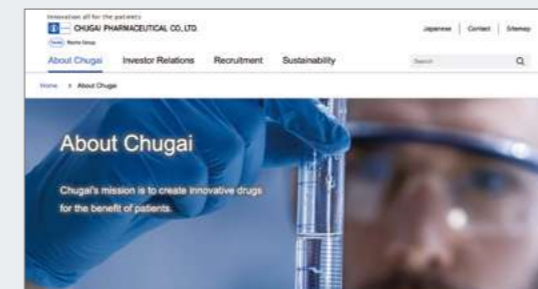 Innovation all for the patients
CHUGAI PHARMACEUTICAL CO., LTD.
Roche
Roche Group
Japanese
Contact
Sitemap
About Chugai
Investor Relations
Recruitment
Sustainability
Search
Home > About Chugai
About Chugai
Chugai's mission is to create innovative drugs
for the benefit of patients.